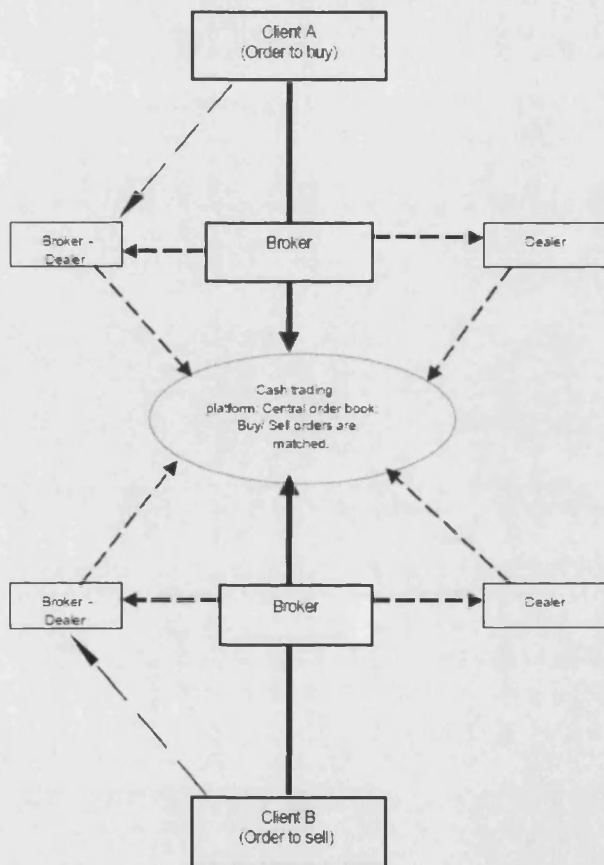 Client A
(Order to buy)
Broker -
Dealer
Broker
Dealer
Cash trading
platform: Central order book:
Buy/ Sell orders are
matched.
Broker -
Dealer
Broker
Dealer
Client B
(Order to sell)